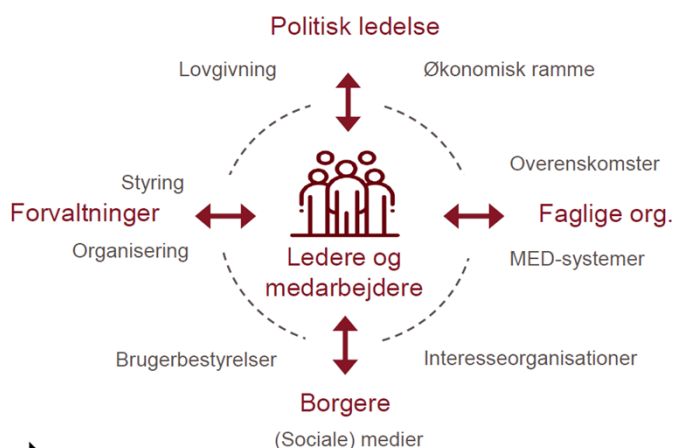 Politisk ledelse
Lovgivning
Økonomisk ramme
Overenskomster
Styring
Forvaltninger
Faglige org.
Organisering
MED-systemer
Ledere og
medarbejdere
Brugerbestyrelser
Interesseorganisationer
Borgere
(Sociale) medier